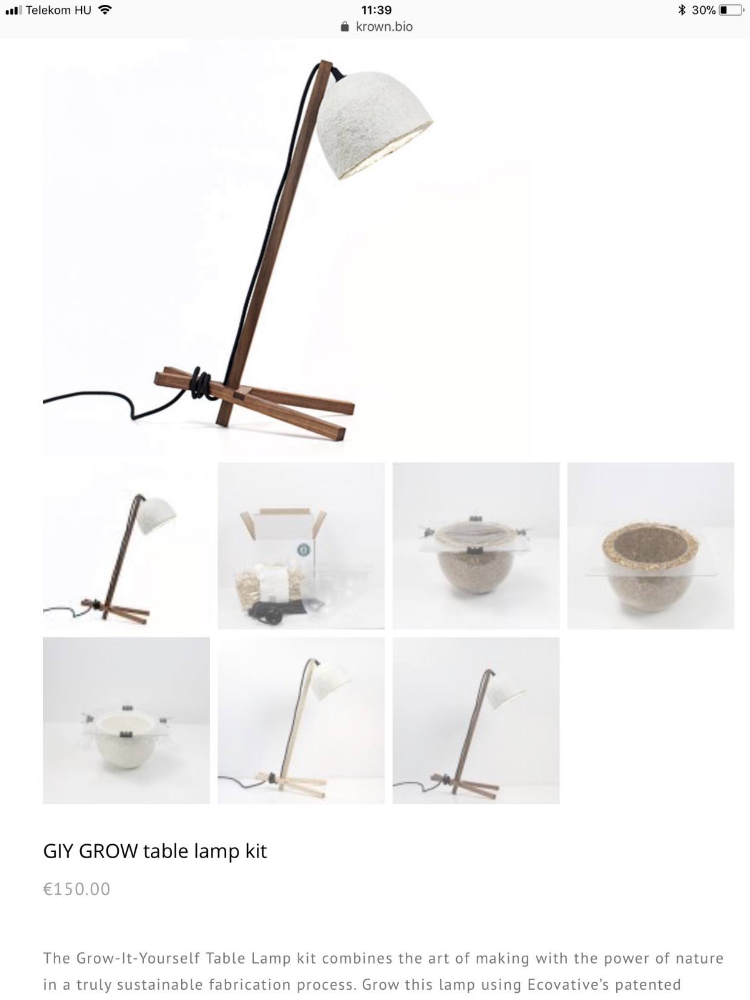 Telekom HU 11:39 30%
krown.bio
GIY GROW table lamp kit
€150.00
The Grow-It-Yourself Table Lamp kit combines the art of making with the power of nature
in a truly sustainable fabrication process. Grow this lamp using Ecovative’s patented